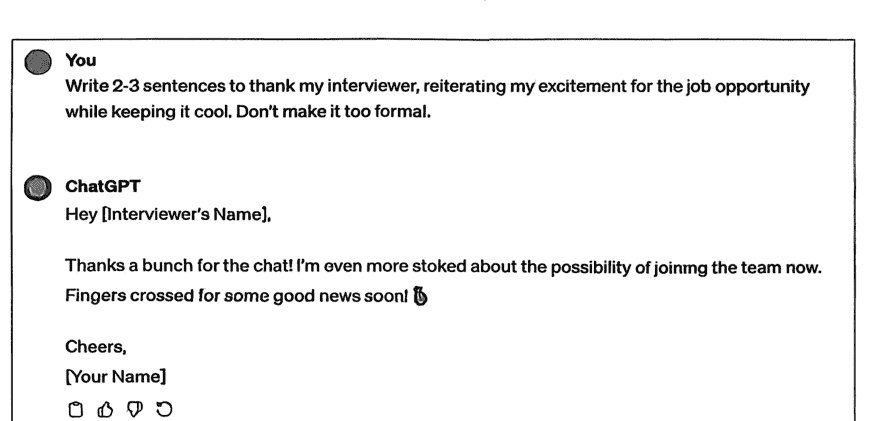 You
Write 2-3 sentences to thank my interviewer, reiterating my excitement for the job opportunity
while keeping it cool. Don't make it too formal.
ChatGPT
Hey [Interviewer's Name],
Thanks a bunch for the chat! I'm even more stoked about the possibility of joining the team now.
Fingers crossed for some good news soon!
Cheers,
[Your Name]